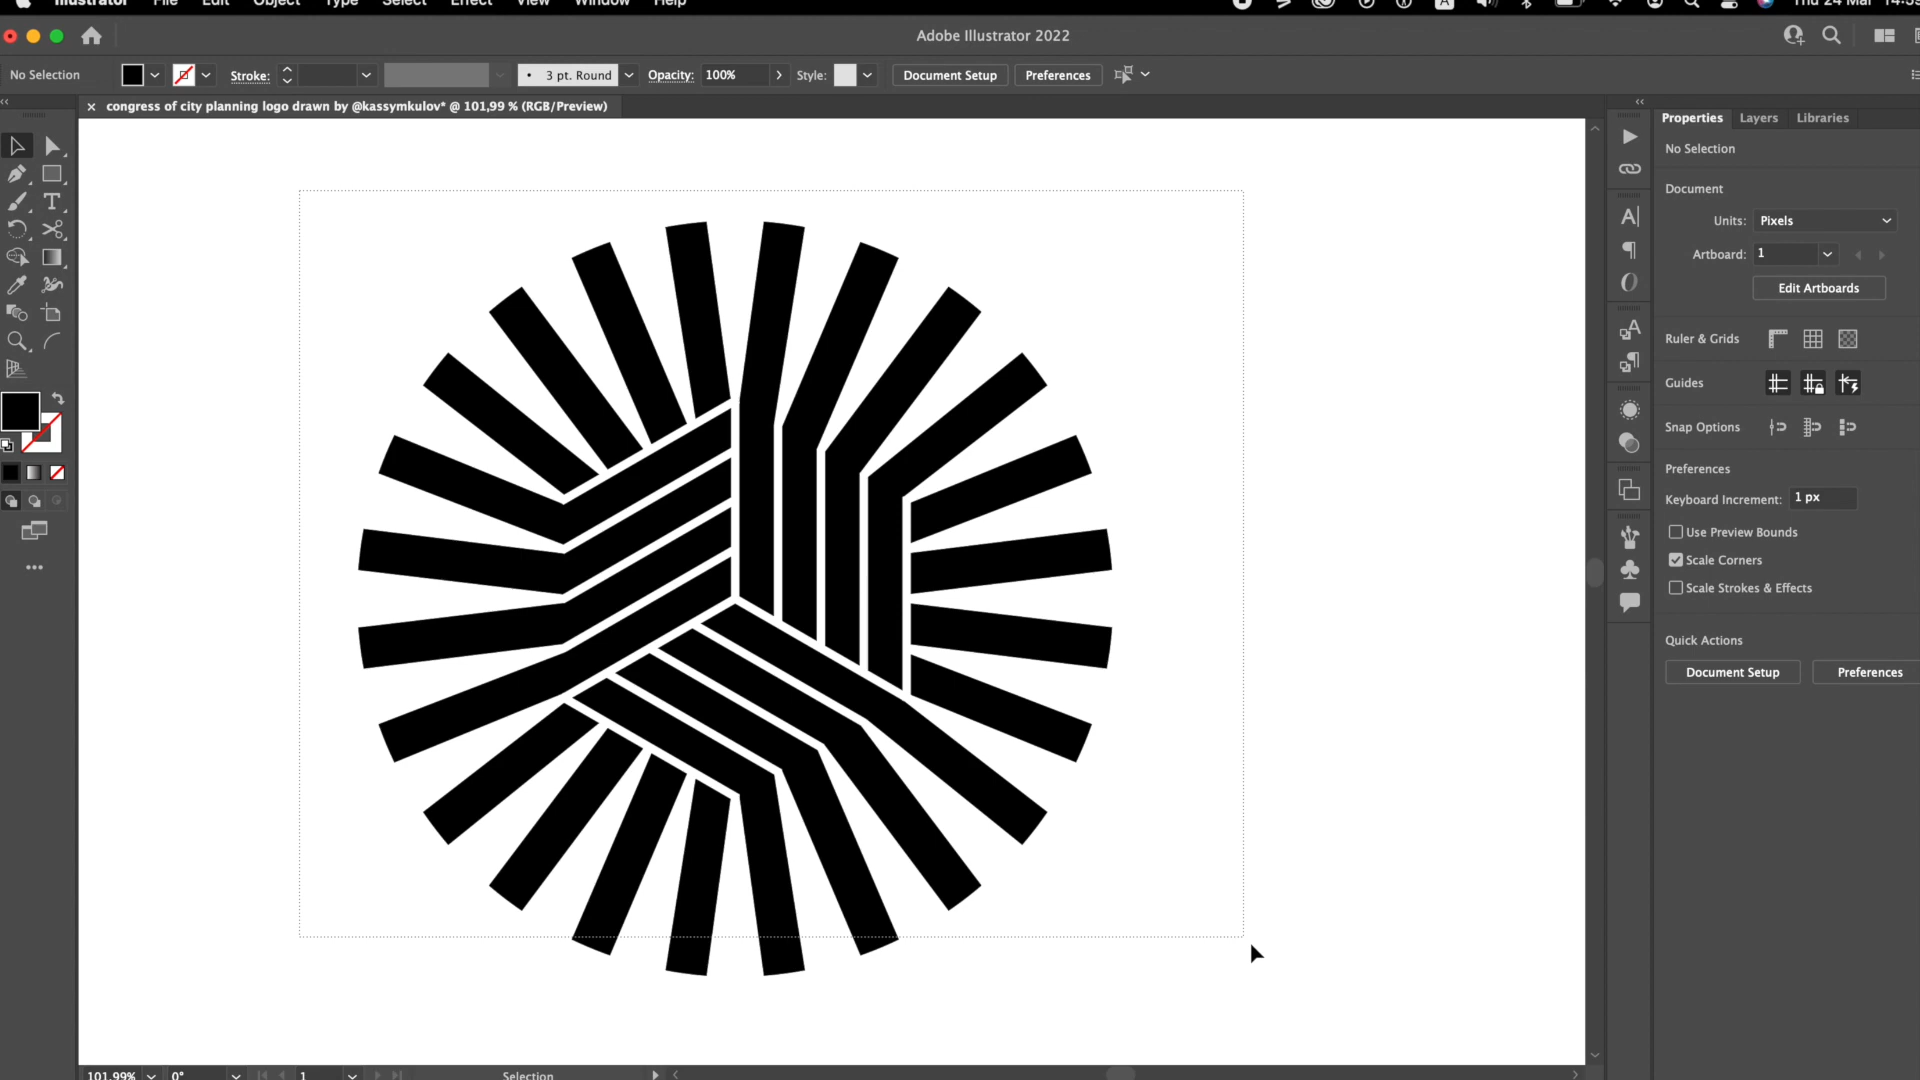 Illustrator File Edit Object Type Select Effect View Window Help
A
Thu 24 Mar
Adobe Illustrator 2022
No Selection
Stroke:
3 pt. Round
Opacity:
100%
Style:
Document Setup
Preferences
congress of city planning logo drawn by @kassymkulov* @ 101,99 % (RGB/Preview)
Properties
Layers
Libraries
No Selection
Document
Units:
Pixels
Artboard:
1
Edit Artboards
Ruler & Grids
Guides
Snap Options
Preferences
Keyboard Increment:
1 px
Use Preview Bounds
Scale Corners
Scale Strokes & Effects
Quick Actions
Document Setup
Preferences
101,99%
0°
1
Selection